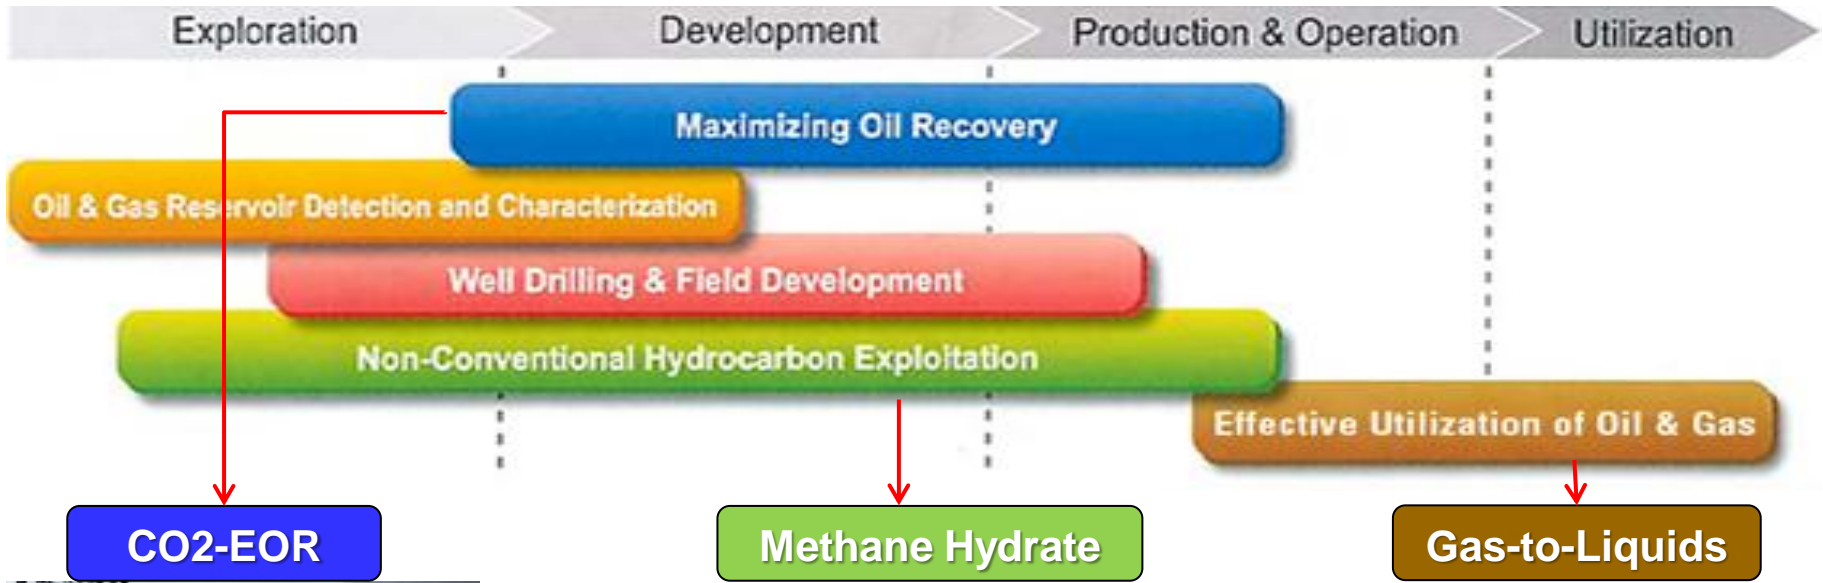 Exploration
Development
Production & Operation
Utilization
Maximizing Oil Recovery
Oil & Gas Reservoir Detection and Characterization
Well Drilling & Field Development
Non-Conventional Hydrocarbon Exploitation
Effective Utilization of Oil & Gas
CO2-EOR
Methane Hydrate
Gas-to-Liquids